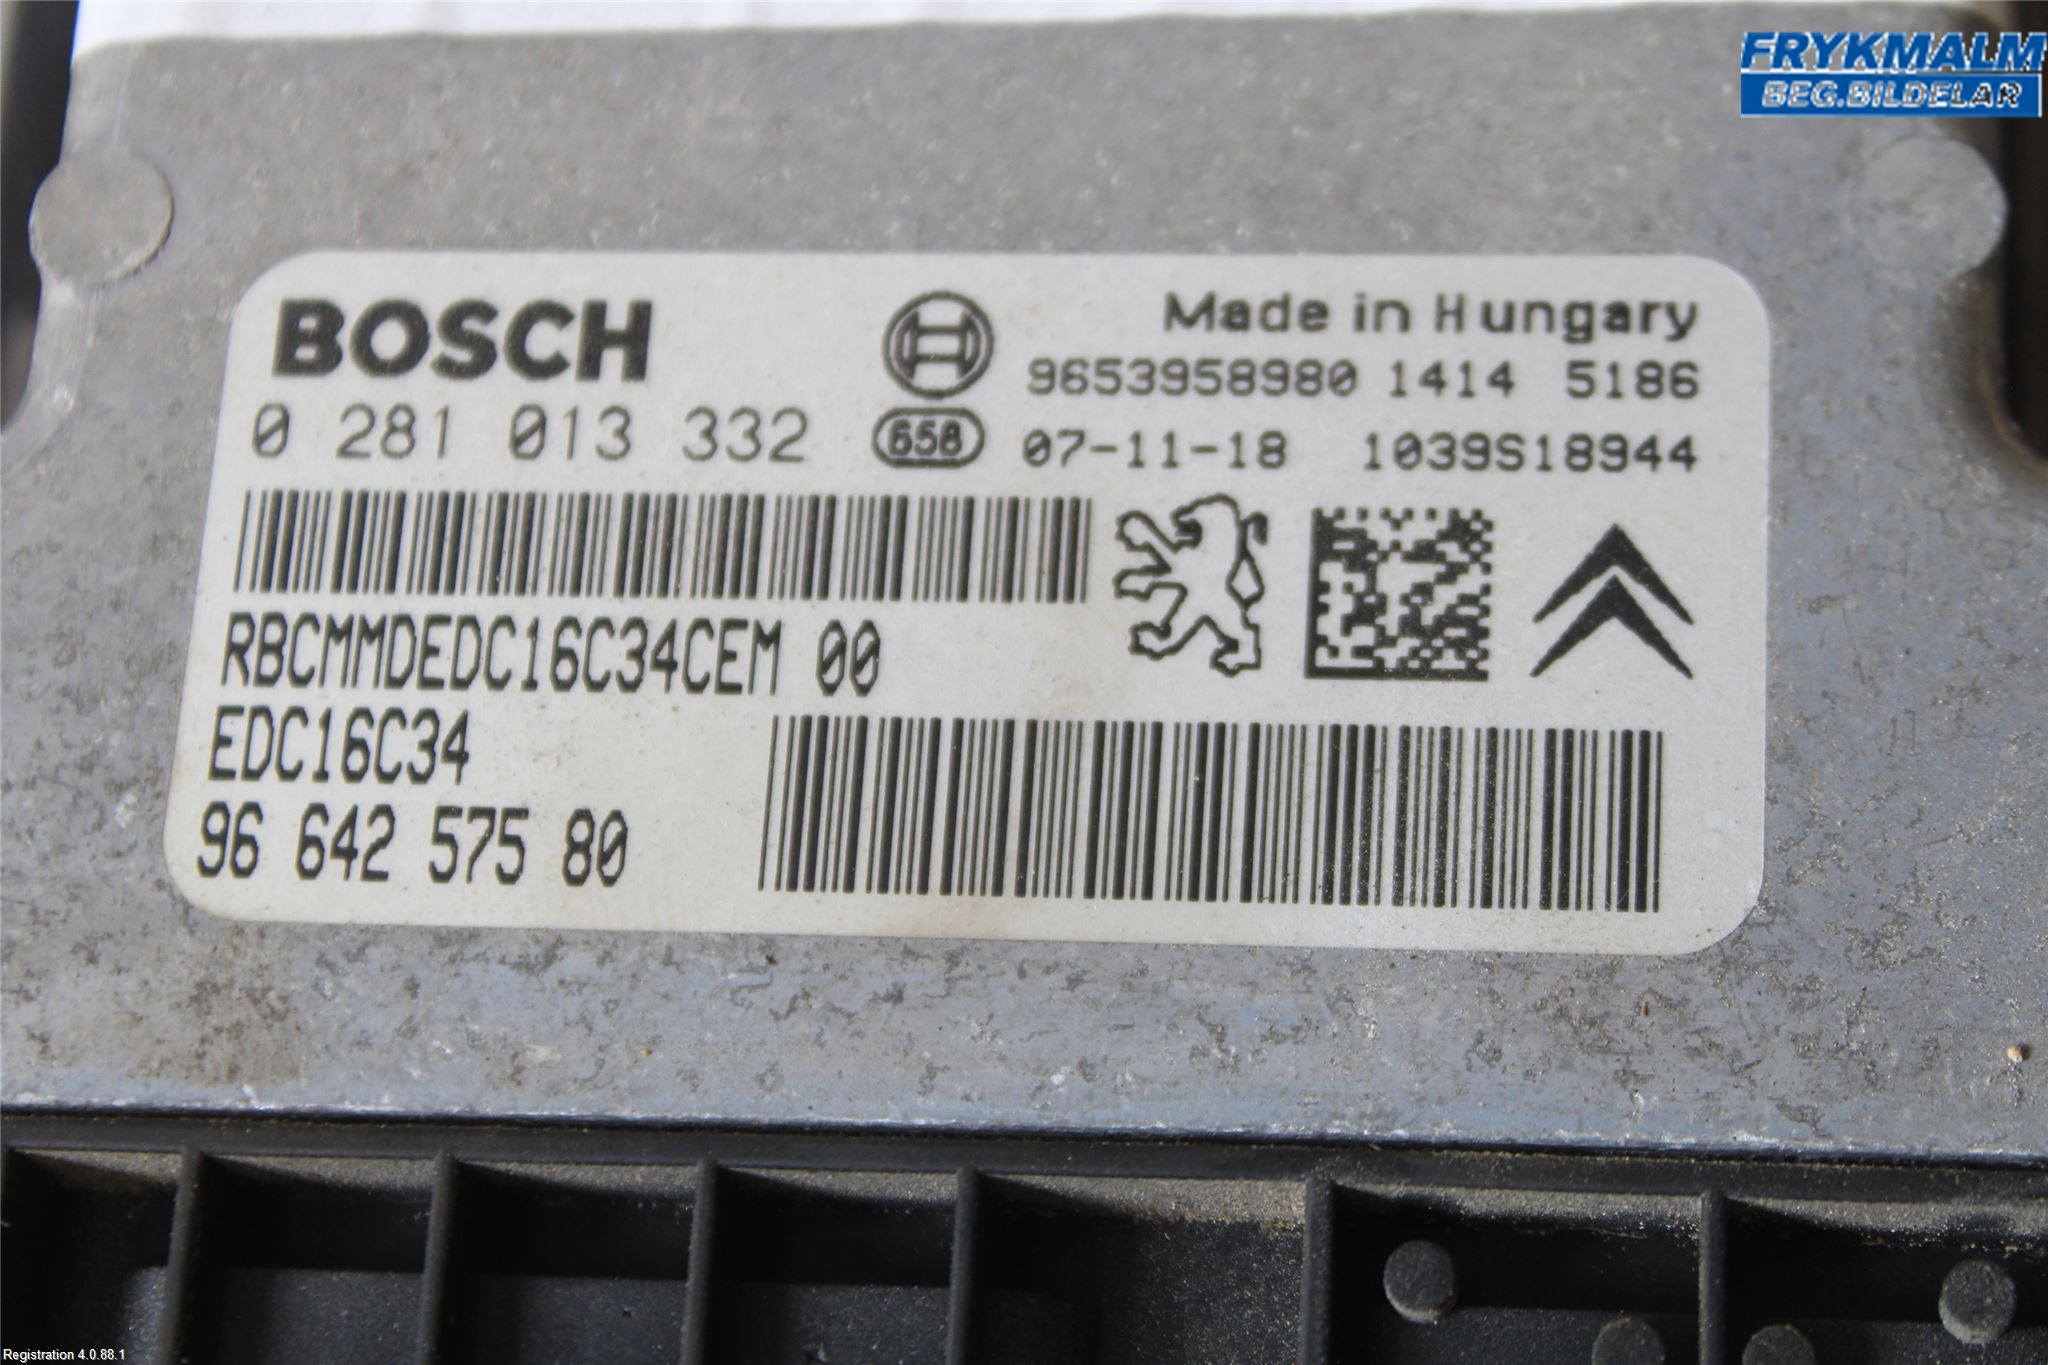 FRYKMALM
BEG.BILDELAR
BOSCH
Made in Hungary
9653958980 1414 5186
0 281 013 332
658
07-11-18 1039S18944
RBCMMDEDC16C34CEM 00
EDC16C34
96 642 575 80
Registration 4.0.88.1